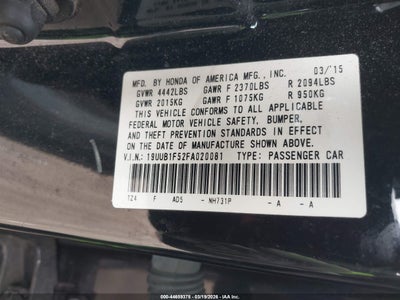 MFD. BY HONDA OF AMERICA MFG., INC. 03/15
GVWR 4442LBS GAWR F 2370LBS R 2094LBS
GVWR 2015KG GAWR F 1075KG R 950KG
THIS VEHICLE CONFORMS TO ALL APPLICABLE
FEDERAL MOTOR VEHICLE SAFETY, BUMPER,
AND THEFT PREVENTION STANDARDS IN EFFECT
ON THE DATE OF MANUFACTURE SHOWN ABOVE.
V.I.N.: 19UUB1F52FA020081 TYPE: PASSENGER CAR
124 F AD5 - NH731P - A - A
000-44609375 - 03/19/2026 - IAA Inc.